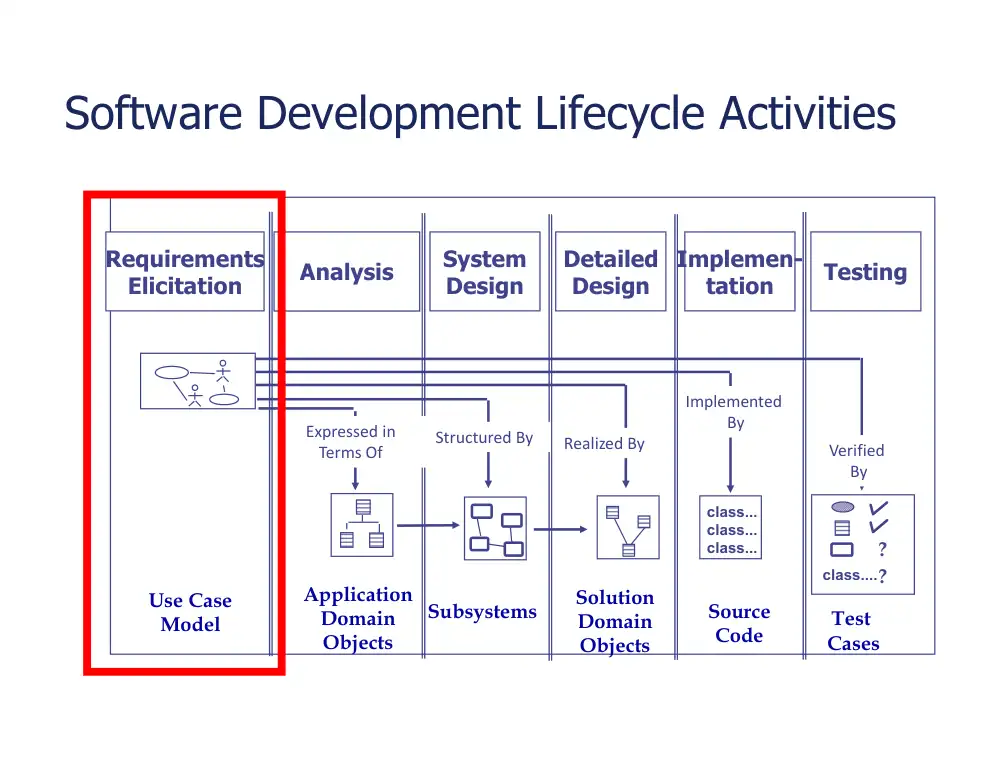 Software Development Lifecycle Activities
Requirements
Elicitation
Analysis
System
Design
Detailed
Design
Implemen-
tation
Testing
Expressed in
Terms Of
Structured By
Realized By
Implemented
By
Verified
By
class...
class...
class...
?
class....?
Use Case
Model
Application
Domain
Objects
Subsystems
Solution
Domain
Objects
Source
Code
Test
Cases